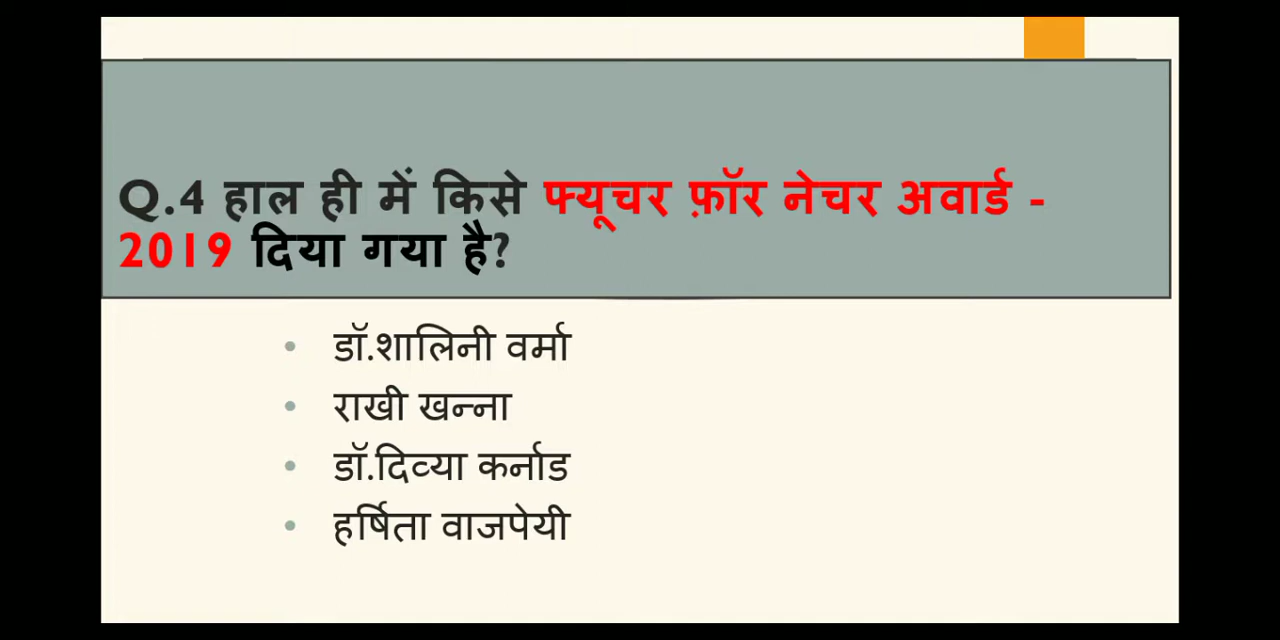 Q.4 हाल ही में किसे फ्यूचर फ़ॉर नेचर अवार्ड -
2019 दिया गया है?
• डॉ.शालिनी वर्मा
• राखी खन्ना
• डॉ.दिव्या कर्नाड
• हर्षिता वाजपेयी